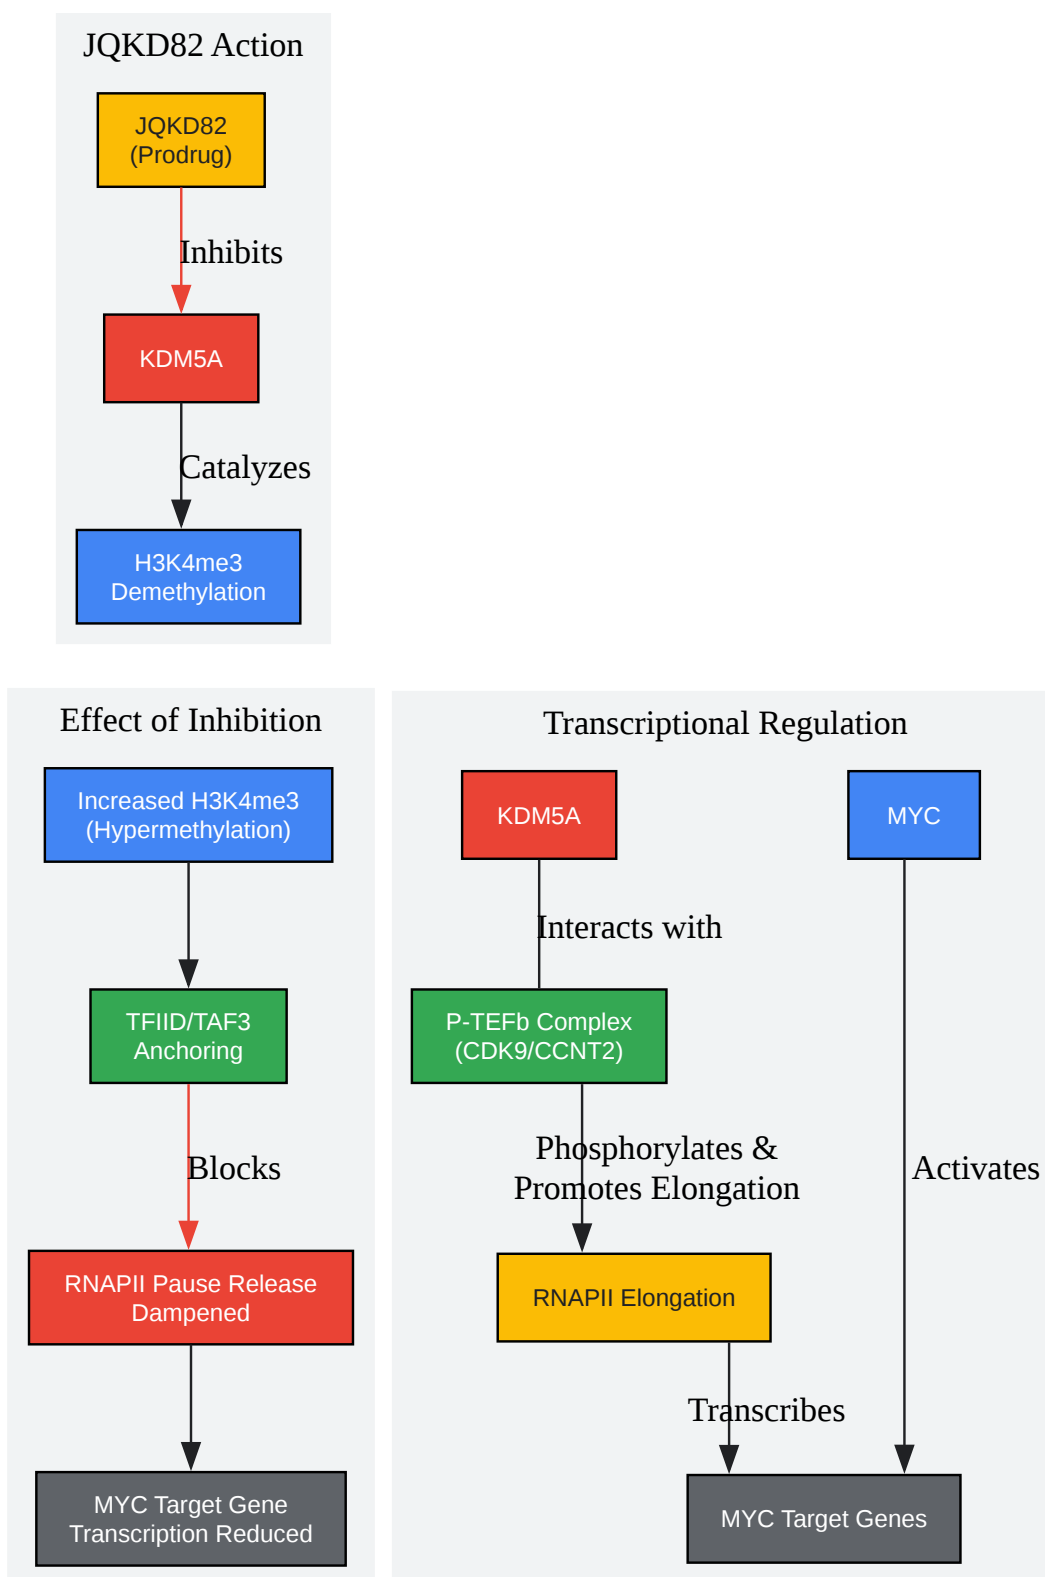 JQKD82 Action
JQKD82
(Prodrug)
Inhibits
KDM5A
Catalyzes
H3K4me3
Demethylation
Effect of Inhibition
Increased H3K4me3
(Hypermethylation)
TFIID/TAF3
Anchoring
Blocks
RNAPII Pause Release
Dampened
MYC Target Gene
Transcription Reduced
Transcriptional Regulation
KDM5A
MYC
Interacts with
P-TEFb Complex
(CDK9/CCNT2)
Phosphorylates &
Promotes Elongation
Activates
RNAPII Elongation
Transcribes
MYC Target Genes